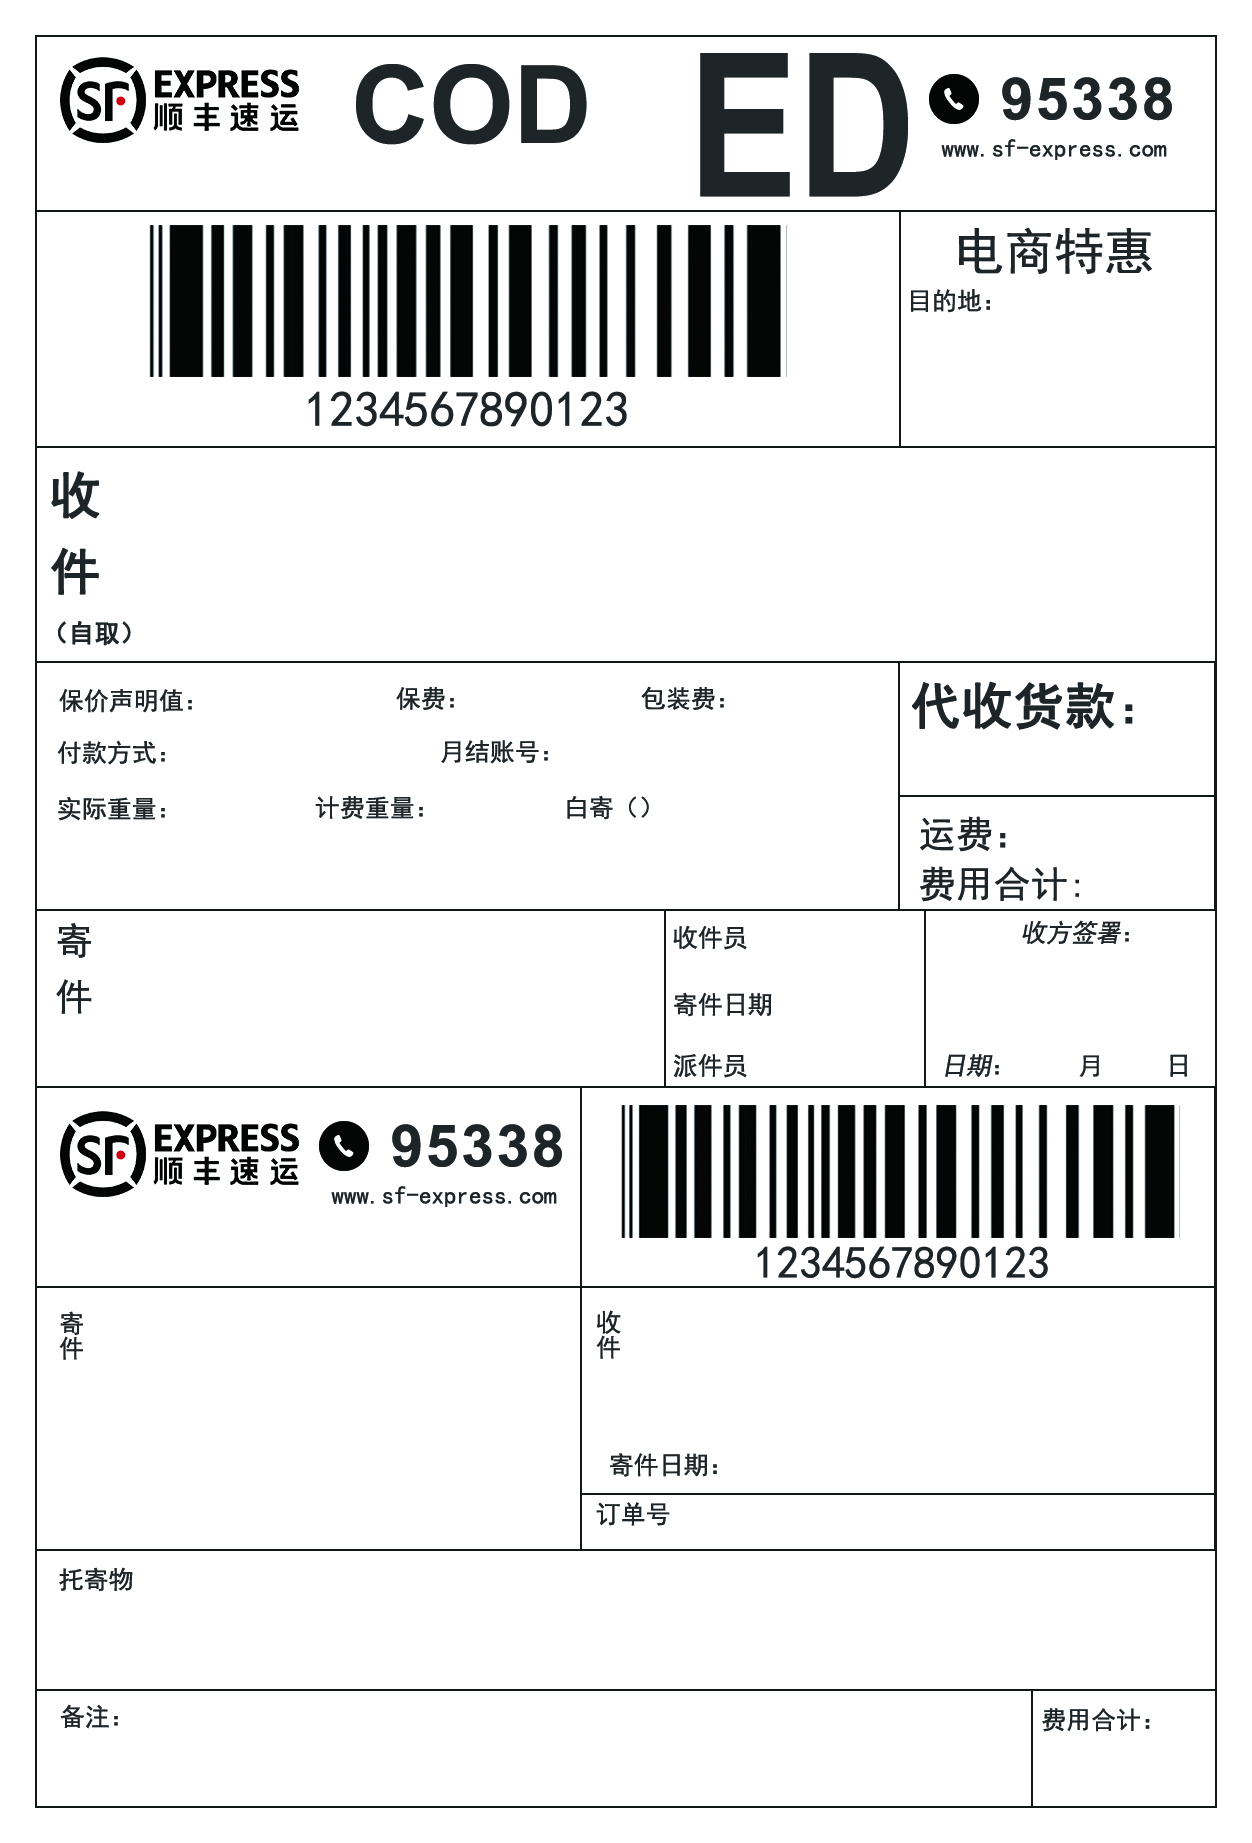 SF EXPRESS
顺丰速运
COD
ED
95338
www.sf-express.com
1234567890123
电商特惠
目的地：
收
件
（自取）
保价声明值： 保费： 包装费：
付款方式： 月结账号：
实际重量： 计费重量： 白寄（）
代收货款：
运费：
费用合计：
寄
件
收件员
寄件日期
派件员
收方签署：
日期： 月 日
SF EXPRESS
顺丰速运
95338
www.sf-express.com
1234567890123
寄
件
收
件
寄件日期：
订单号
托寄物
备注：
费用合计：